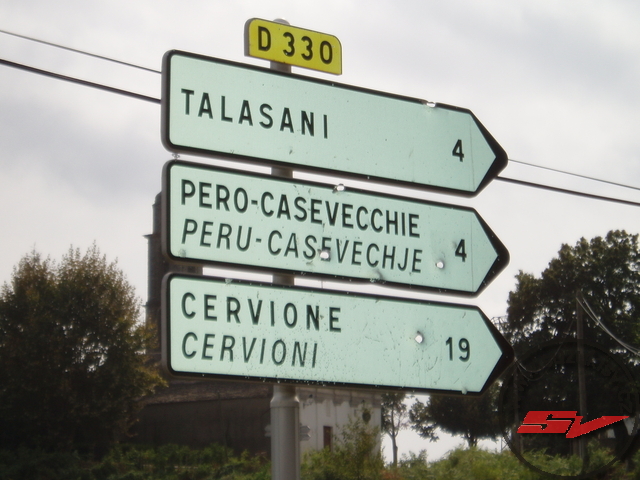 D 330
TALASANI 4
PERO-CASEVECCHIE
PERU-CASEVECHJE 4
CERVIONE
CERVIONI 19
SV